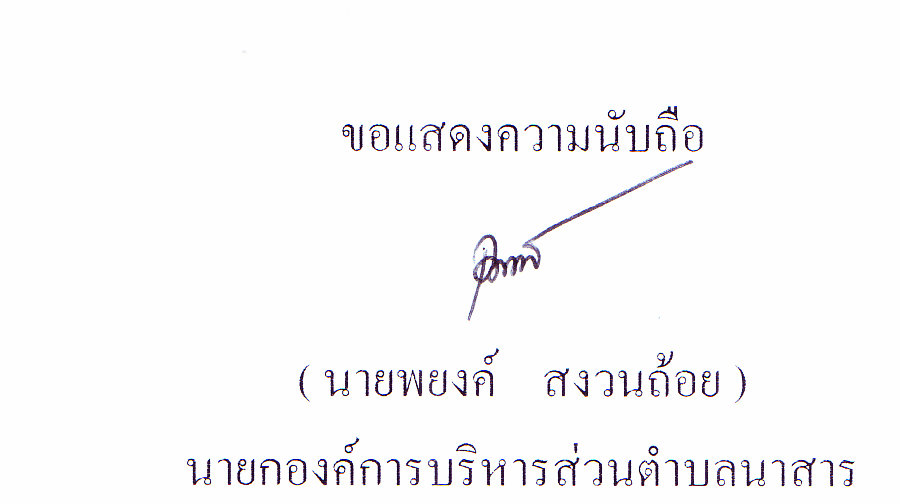 ขอแสดงความนับถือ
( นายพยงค์ สงวนถ้อย )
นายกองค์การบริหารส่วนตำบลนาสาร